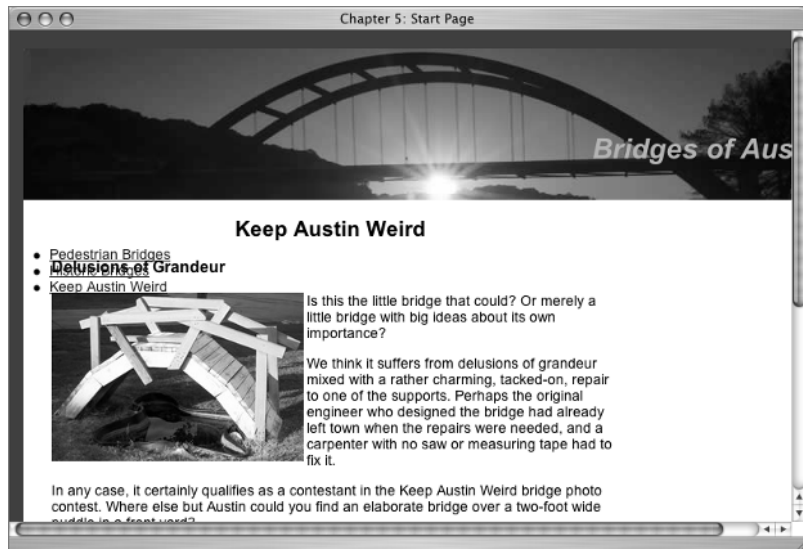 Chapter 5: Start Page
Bridges of Aus
Keep Austin Weird
Pedestrian Bridges
Historic Bridges
Delusions of Grandeur
Keep Austin Weird
Is this the little bridge that could? Or merely a
little bridge with big ideas about its own
importance?
We think it suffers from delusions of grandeur
mixed with a rather charming, tacked-on, repair
to one of the supports. Perhaps the original
engineer who designed the bridge had already
left town when the repairs were needed, and a
carpenter with no saw or measuring tape had to
fix it.
In any case, it certainly qualifies as a contestant in the Keep Austin Weird bridge photo
contest. Where else but Austin could you find an elaborate bridge over a two-foot wide
puddle in a front yard?